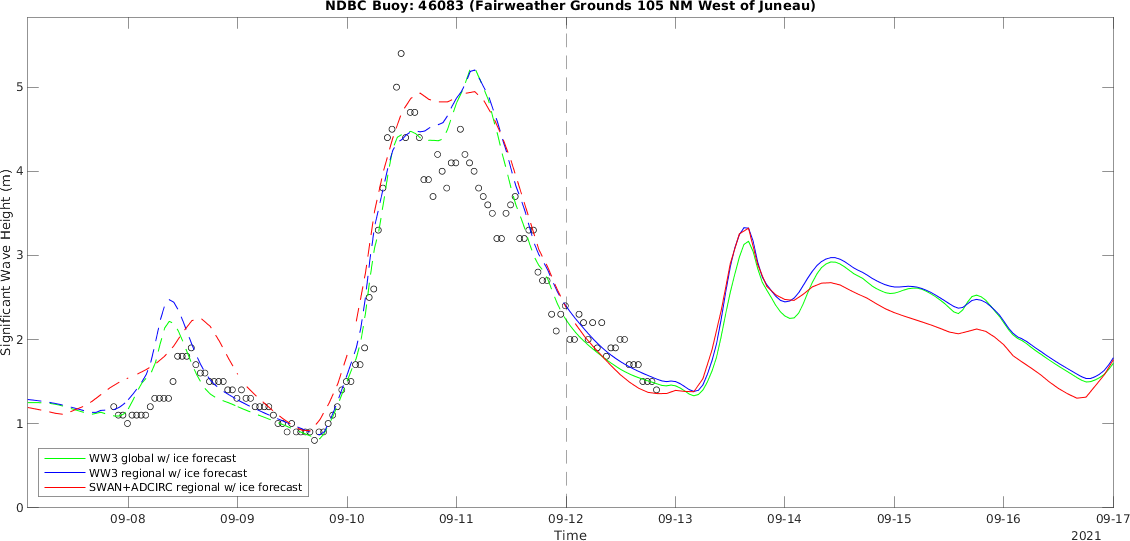 NDBC Buoy: 46083 (Fairweather Grounds 105 NM West of Juneau)
Significant Wave Height (m)
5
4
3
2
1
0
WW3 global w/ ice forecast
WW3 regional w/ ice forecast
SWAN+ADCIRC regional w/ ice forecast
09-08 09-09 09-10 09-11 09-12 09-13 09-14 09-15 09-16 09-17
Time
2021